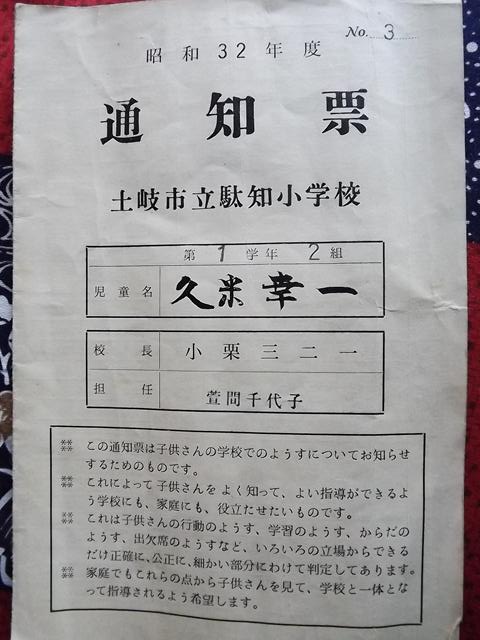 No. 3
昭和32年度
通知票
土岐市立駄知小学校
第1学年2組
児童名 久米幸一
校長 小栗三二一
担任 萱間千代子
⁂ この通知票は子供さんの学校でのようすについてお知らせ
するためのものです。
⁂ これによって子供さんを よく知って、よい指導ができるよ
う学校にも、家庭にも、役立たせたいものです。
⁂ これは子供さんの行動のようす、学習のようす、からだの
ようす、出欠席のようすなど、いろいろの立場からできる
だけ正確に、公正に、細かい部分にわけて判定してあります。
⁂ 家庭でもこれらの点から子供さんを見て、学校と一体とな
って指導されるよう希望します。